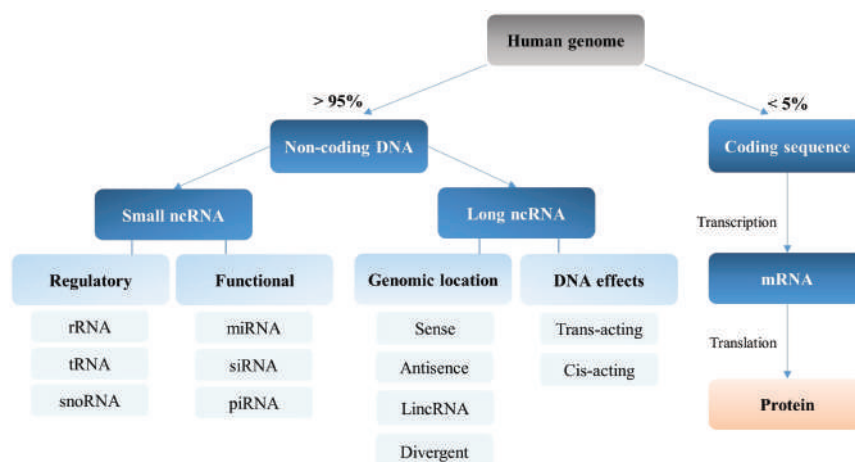 Human genome
> 95%
< 5%
Non-coding DNA
Coding sequence
Small ncRNA
Long ncRNA
Transcription
Regulatory
Functional
Genomic location
DNA effects
mRNA
rRNA
miRNA
Sense
Trans-acting
Translation
tRNA
siRNA
Antisence
Cis-acting
snoRNA
piRNA
LincRNA
Protein
Divergent